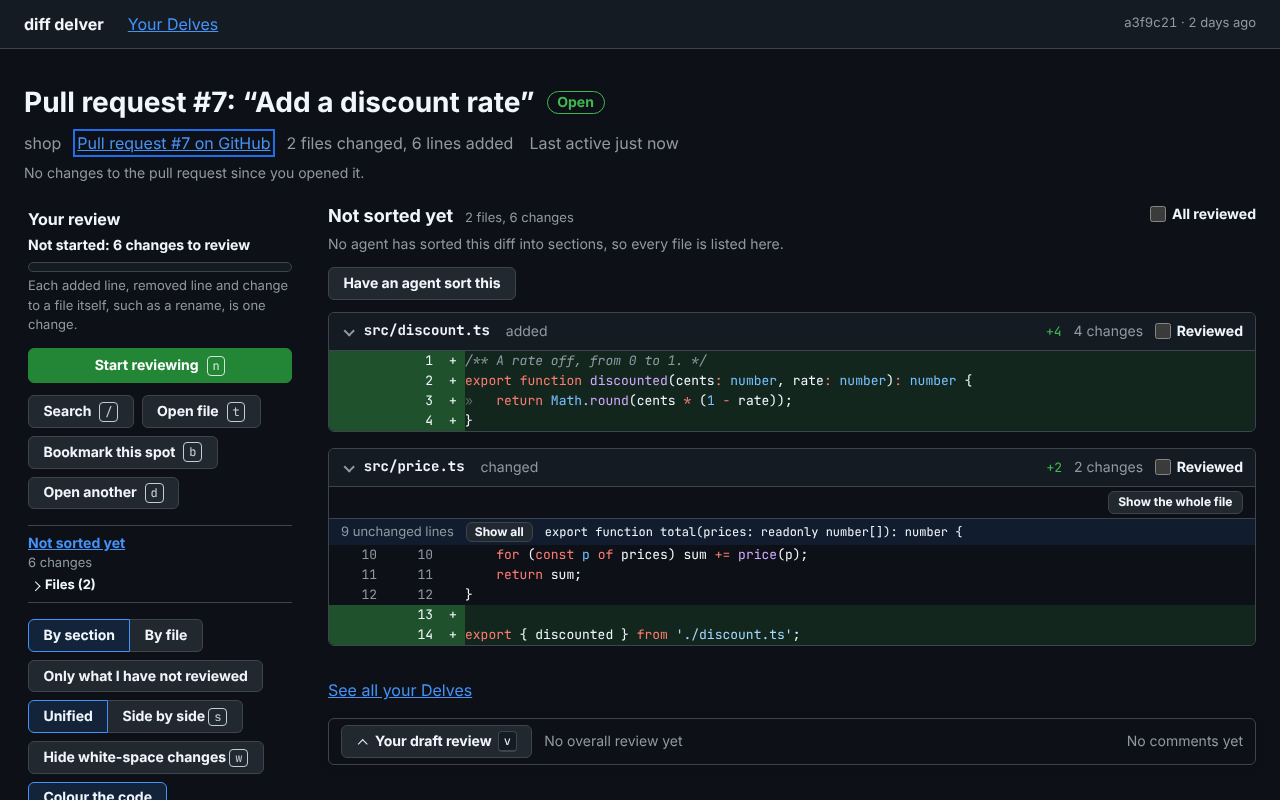 diff delver Your Delves a3f9c21 · 2 days ago
Pull request #7: “Add a discount rate” Open
shop Pull request #7 on GitHub 2 files changed, 6 lines added Last active just now
No changes to the pull request since you opened it.
Your review
Not started: 6 changes to review
Each added line, removed line and change
to a file itself, such as a rename, is one
change.
Start reviewing n
Search / Open file t
Bookmark this spot b
Open another d
Not sorted yet
6 changes
Files (2)
By section By file
Only what I have not reviewed
Unified Side by side s
Hide white-space changes w
Colour the code
Not sorted yet 2 files, 6 changes All reviewed
No agent has sorted this diff into sections, so every file is listed here.
Have an agent sort this
src/discount.ts added +4 4 changes Reviewed
1 + /** A rate off, from 0 to 1. */
2 + export function discounted(cents: number, rate: number): number {
3 + » return Math.round(cents * (1 - rate));
4 + }
src/price.ts changed +2 2 changes Reviewed
Show the whole file
9 unchanged lines Show all export function total(prices: readonly number[]): number {
10 10 for (const p of prices) sum += price(p);
11 11 return sum;
12 12 }
13 +
14 + export { discounted } from './discount.ts';
See all your Delves
Your draft review v No overall review yet No comments yet